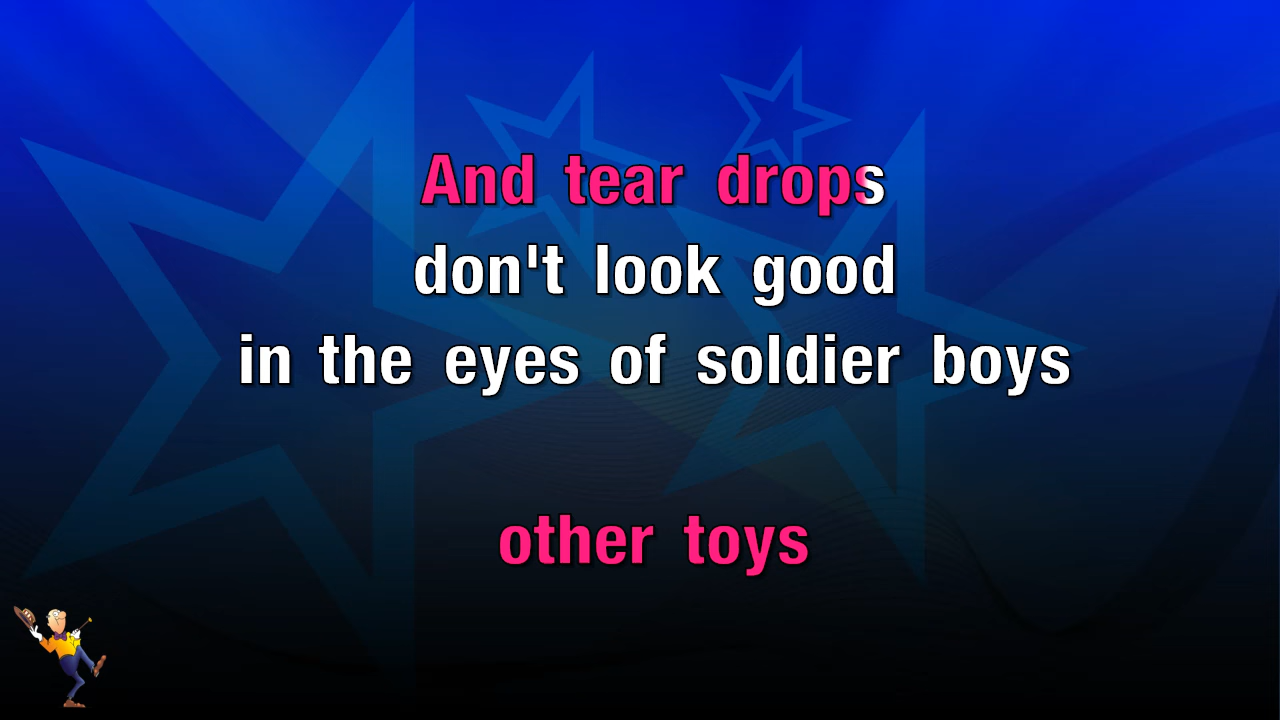 And tear drops
don't look good
in the eyes of soldier boys
other toys